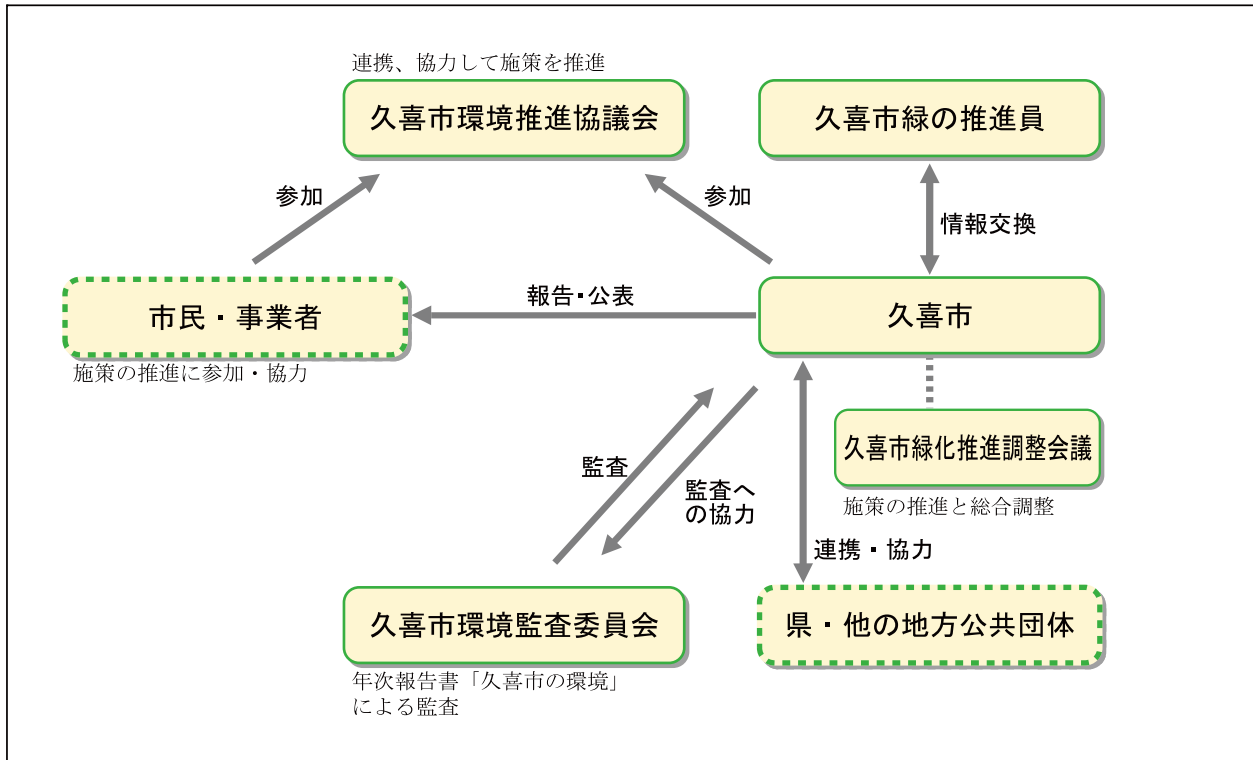 連携、協力して施策を推進
久喜市環境推進協議会
久喜市緑の推進員
参加
参加
情報交換
市民・事業者
報告・公表
久喜市
施策の推進に参加・協力
久喜市緑化推進調整会議
施策の推進と総合調整
監査
監査へ
の協力
連携・協力
久喜市環境監査委員会
県・他の地方公共団体
年次報告書「久喜市の環境」
による監査